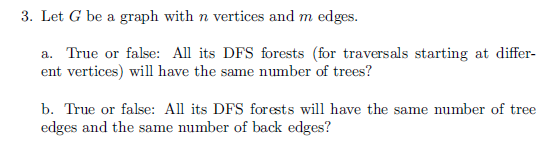 3. Let G be a graph with n vertices and m edges.
a. True or false: All its DFS forests (for traversals starting at differ-
ent vertices) will have the same number of trees?
b. True or false: All its DFS forests will have the same number of tree
edges and the same number of back edges?